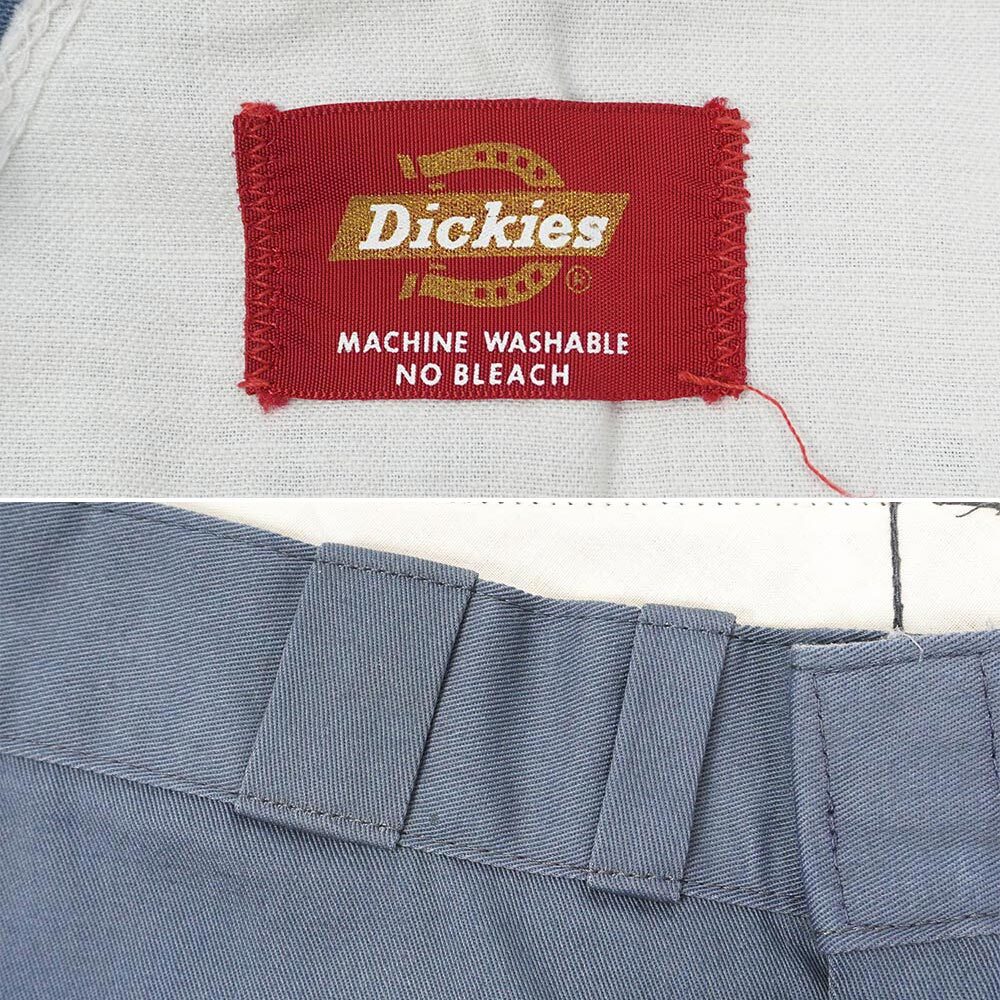 Dickies
®
MACHINE WASHABLE
NO BLEACH